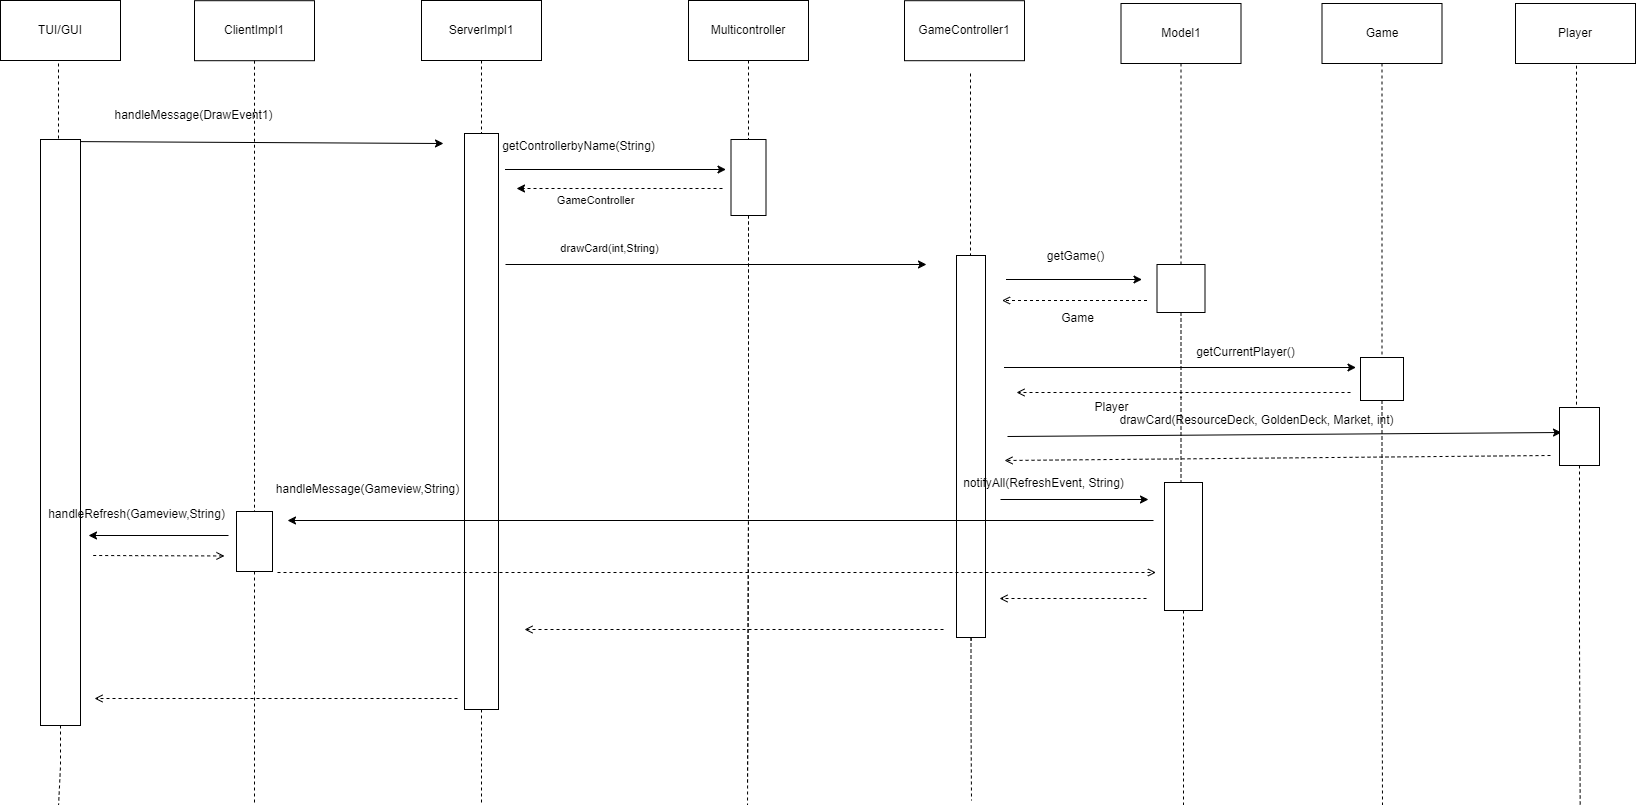 TUI/GUI
ClientImpl1
ServerImpl1
Multicontroller
GameController1
Model1
Game
Player
handleMessage(DrawEvent1)
getControllerbyName(String)
GameController
drawCard(int,String)
getGame()
Game
getCurrentPlayer()
Player
drawCard(ResourceDeck, GoldenDeck, Market, int)
notifyAll(RefreshEvent, String)
handleMessage(Gameview,String)
handleRefresh(Gameview,String)